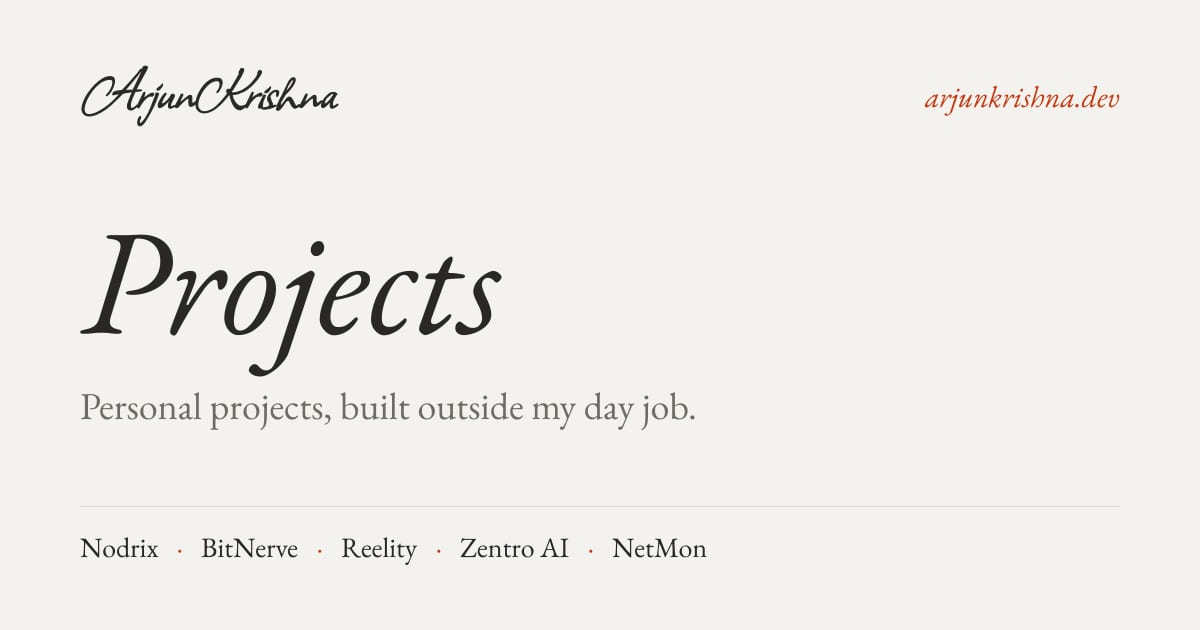 ArjunKrishna
arjunkrishna.dev
Projects
Personal projects, built outside my day job.
Nodrix · BitNerve · Reelity · Zentro AI · NetMon